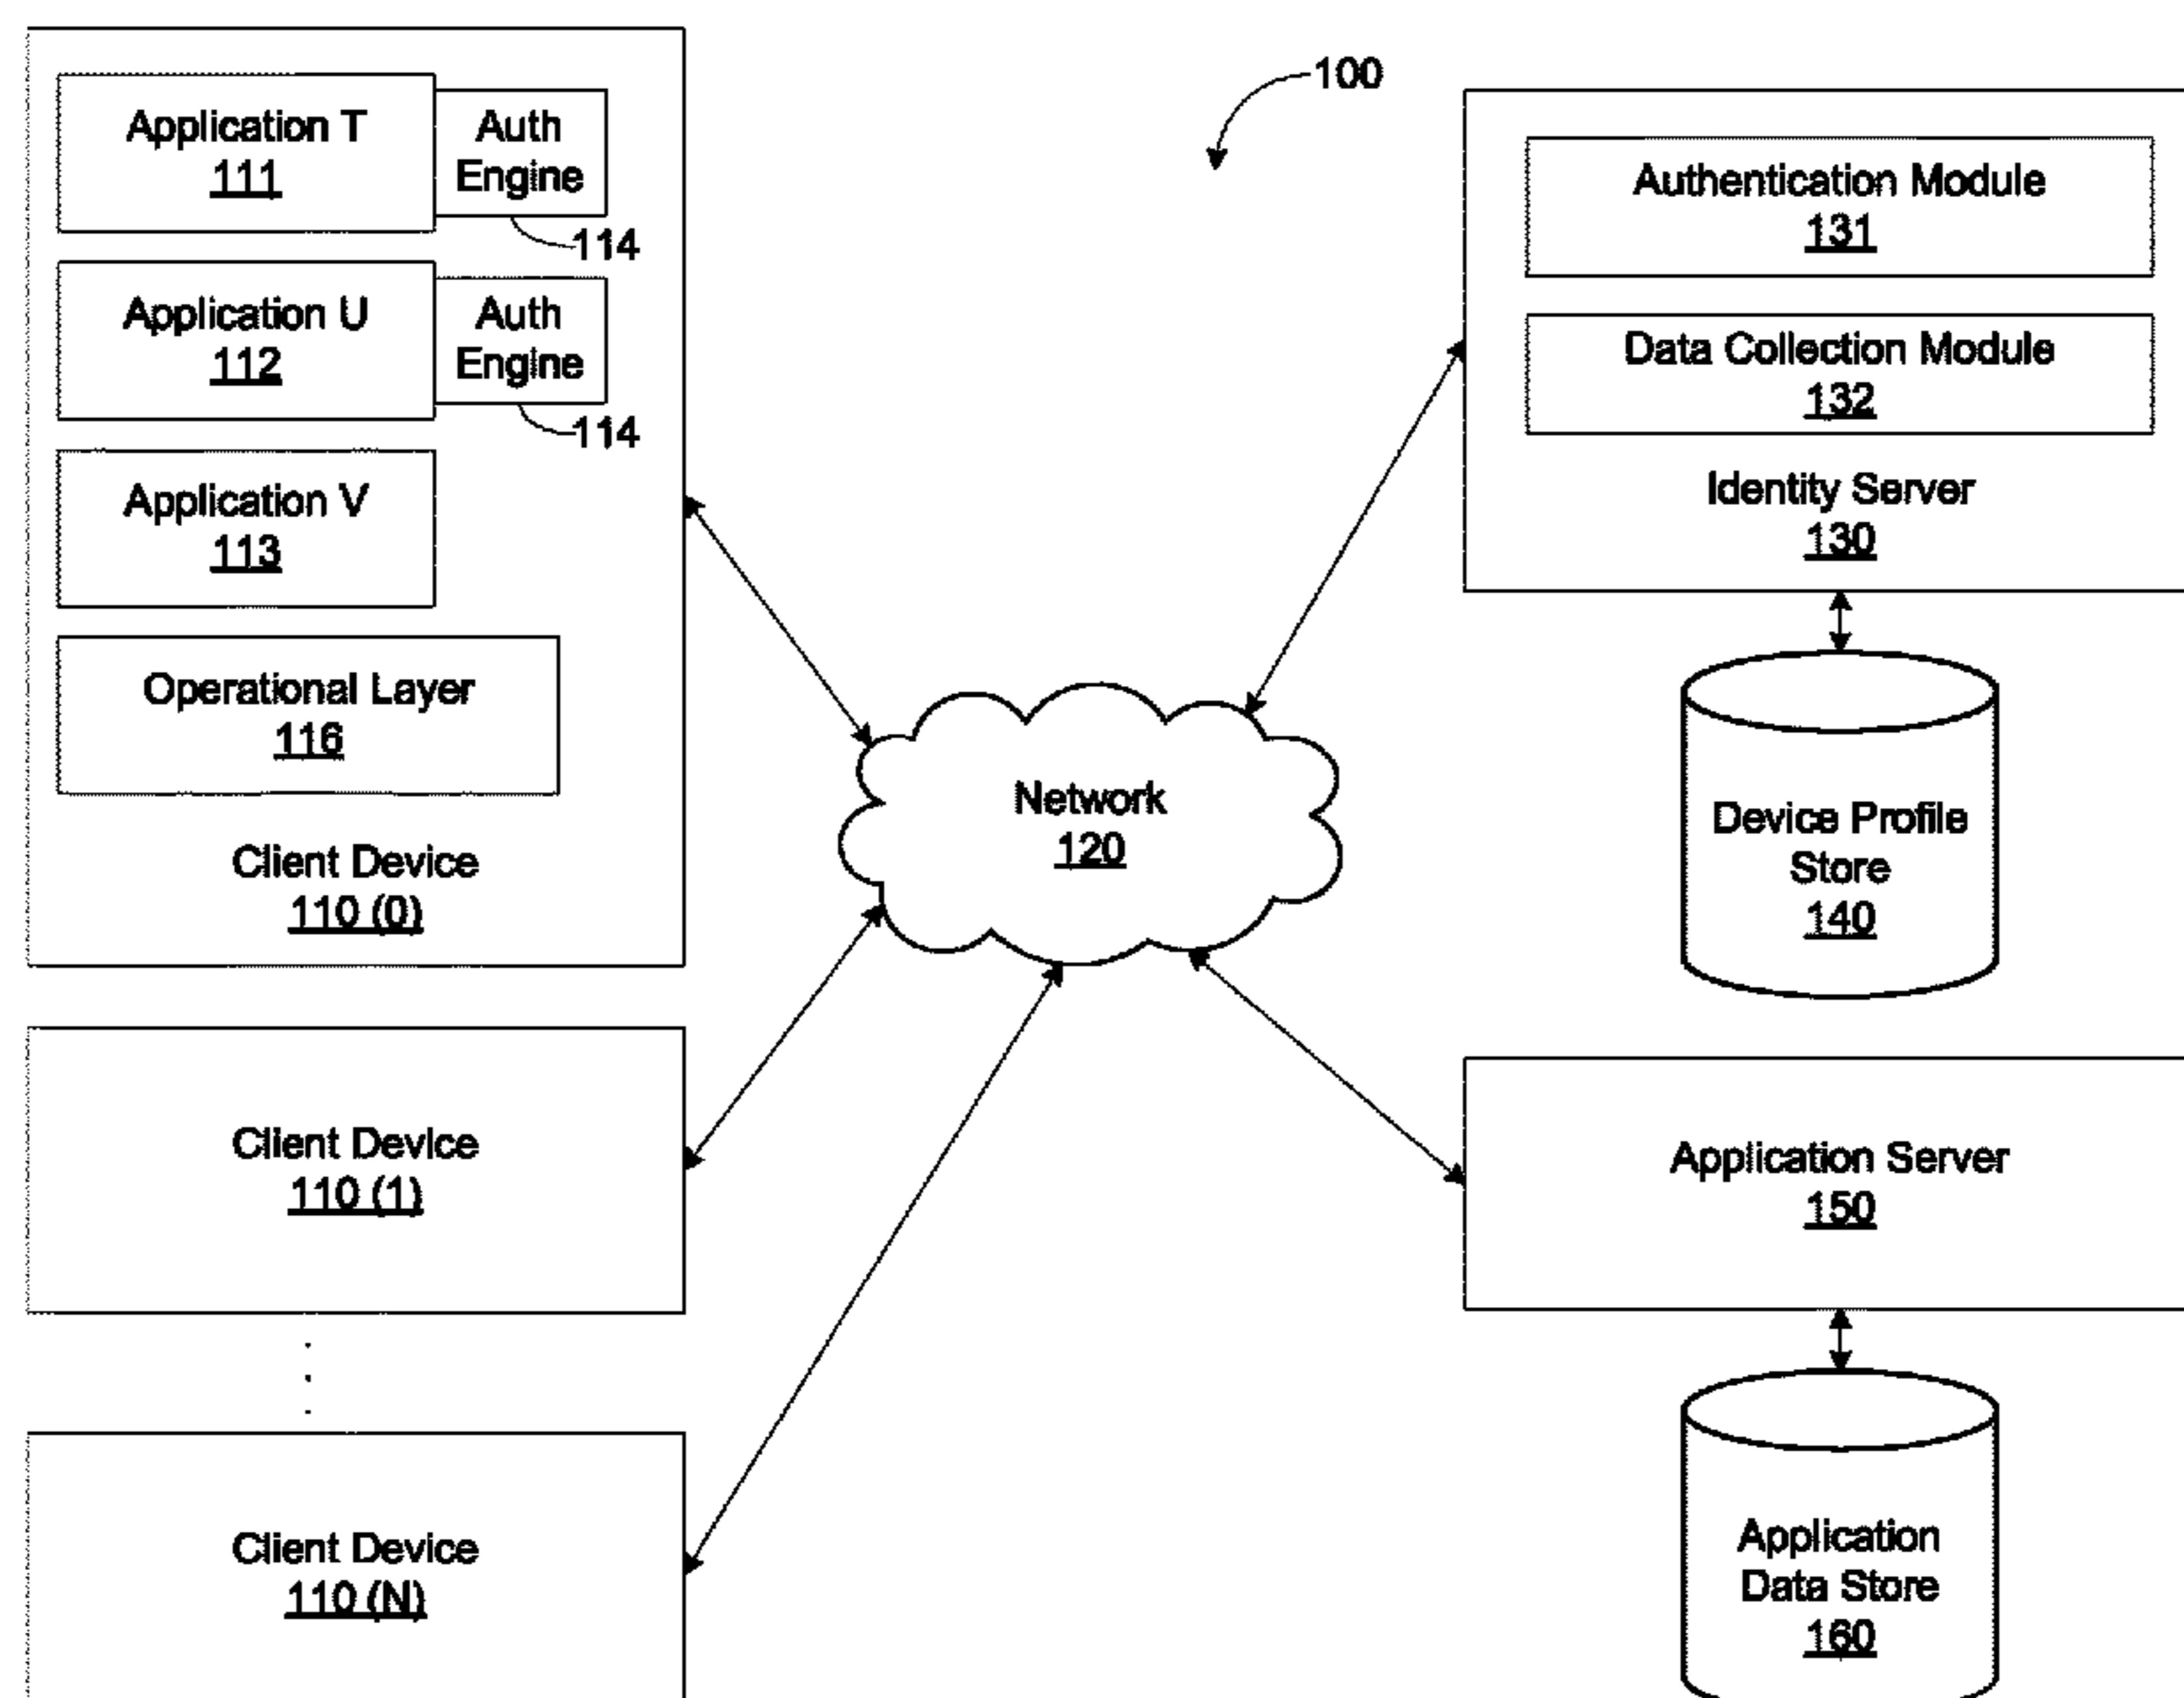 100
Application T
111
Auth
Engine
114
Application U
112
Auth
Engine
114
Application V
113
Operational Layer
116
Client Device
110 (0)
Client Device
110 (1)
Client Device
110 (N)
Network
120
Authentication Module
131
Data Collection Module
132
Identity Server
130
Device Profile
Store
140
Application Server
150
Application
Data Store
160